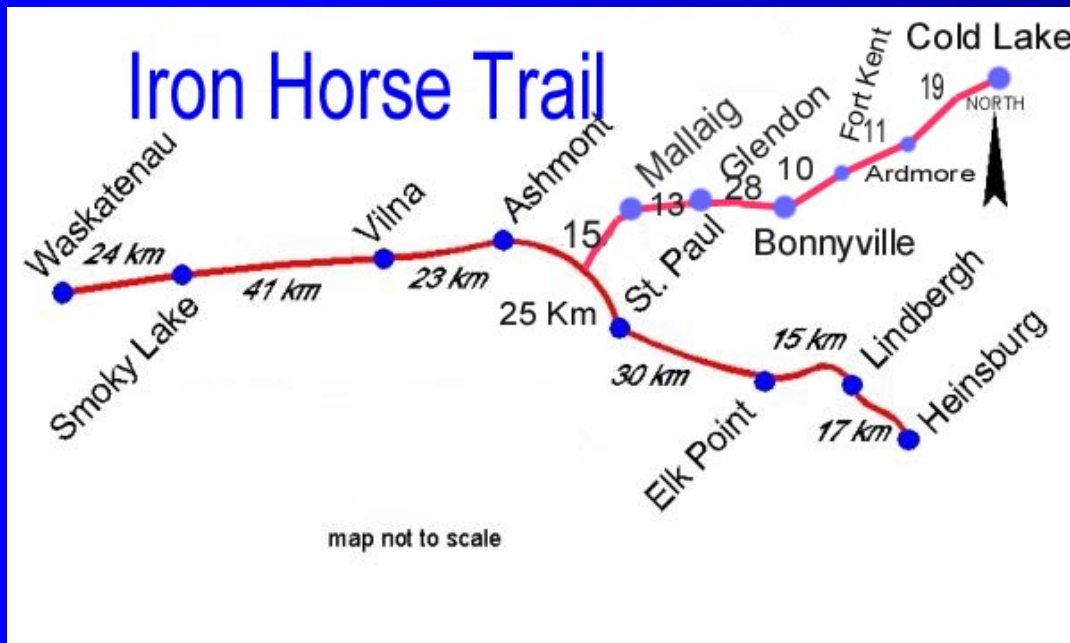 Iron Horse Trail
Cold Lake
NORTH
19
Fort Kent
11
Ardmore
10
Bonnyville
28
Glendon
13
Mallaig
15
Ashmont
Vilna
Waskatenau
24 km
Smoky Lake
41 km
23 km
25 Km
St. Paul
30 km
Elk Point
15 km
Lindbergh
17 km
Heinsburg
map not to scale